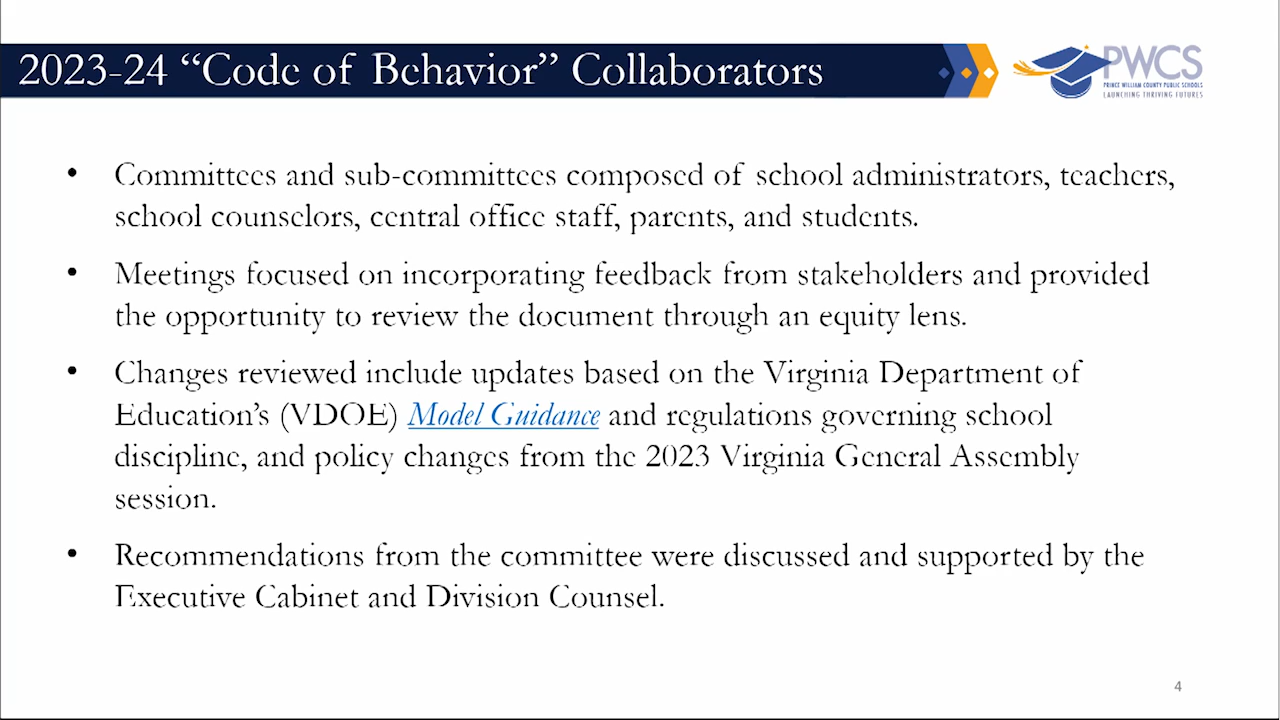 2023-24 “Code of Behavior” Collaborators
PWCS
PRINCE WILLIAM COUNTY PUBLIC SCHOOLS
LAUNCHING THRIVING FUTURES
• Committees and sub-committees composed of school administrators, teachers,
school counselors, central office staff, parents, and students.
• Meetings focused on incorporating feedback from stakeholders and provided
the opportunity to review the document through an equity lens.
• Changes reviewed include updates based on the Virginia Department of
Education’s (VDOE) Model Guidance and regulations governing school
discipline, and policy changes from the 2023 Virginia General Assembly
session.
• Recommendations from the committee were discussed and supported by the
Executive Cabinet and Division Counsel.
4